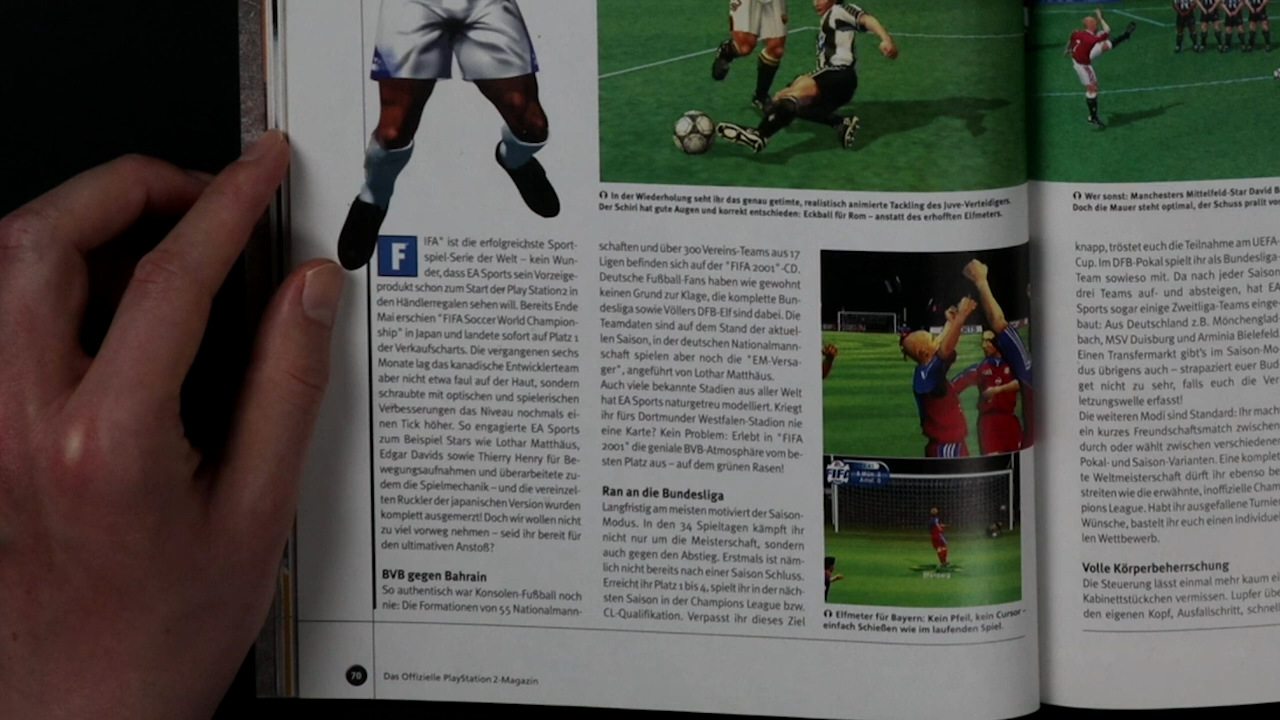 In der Wiederholung seht ihr das genau getimte, realistisch animierte Tackling des Juve-Verteidigers.
Der Schiri hat gute Augen und korrekt entschieden: Eckball für Rom – anstatt des erhofften Elfmeters.
Wer sonst: Manchesters Mittelfeld-Star David
Doch die Mauer steht optimal, der Schuss prallt
FIFA" ist die erfolgreichste Sport-
spiel-Serie der Welt – kein Wun-
der, dass EA Sports sein Vorzeige-
produkt schon zum Start der Play Station2 in
den Händlerregalen sehen will. Bereits Ende
Mai erschien "FIFA Soccer World Champion-
ship" in Japan und landete sofort auf Platz 1
der Verkaufscharts. Die vergangenen sechs
Monate lag das kanadische Entwicklerteam
aber nicht etwa faul auf der Haut, sondern
schraubte mit optischen und spielerischen
Verbesserungen das Niveau nochmals ei-
nen Tick höher. So engagierte EA Sports
zum Beispiel Stars wie Lothar Matthäus,
Edgar Davids sowie Thierry Henry für Be-
wegungsaufnahmen und überarbeitete zu-
dem die Spielmechanik – und die vereinzel-
ten Ruckler der japanischen Version wurden
komplett ausgemerzt! Doch wir wollen nicht
zu viel vorweg nehmen – seid ihr bereit für
den ultimativen Anstoß?
BVB gegen Bahrain
So authentisch war Konsolen-Fußball noch
nie: Die Formationen von 55 Nationalmann-
schaften und über 300 Vereins-Teams aus 17
Ligen befinden sich auf der "FIFA 2001"-CD.
Deutsche Fußball-Fans haben wie gewohnt
keinen Grund zur Klage, die komplette Bun-
desliga sowie Völlers DFB-Elf sind dabei. Die
Teamdaten sind auf dem Stand der aktuel-
len Saison, in der deutschen Nationalmann-
schaft spielen aber noch die "EM-Versa-
ger", angeführt von Lothar Matthäus.
Auch viele bekannte Stadien aus aller Welt
hat EA Sports naturgetreu modelliert. Kriegt
ihr fürs Dortmunder Westfalen-Stadion nie
eine Karte? Kein Problem: Erlebt in "FIFA
2001" die geniale BVB-Atmosphäre vom be-
sten Platz aus – auf dem grünen Rasen!
Ran an die Bundesliga
Langfristig am meisten motiviert der Saison-
Modus. In den 34 Spieltagen kämpft ihr
nicht nur um die Meisterschaft, sondern
auch gegen den Abstieg. Erstmals ist näm-
lich nicht bereits nach einer Saison Schluss.
Erreicht ihr Platz 1 bis 4, spielt ihr in der näch-
sten Saison in der Champions League bzw.
CL-Qualifikation. Verpasst ihr dieses Ziel
FIFA
Elfmeter für Bayern: Kein Pfeil, kein Cursor –
einfach Schießen wie im laufenden Spiel.
knapp, tröstet euch die Teilnahme am UEFA-
Cup. Im DFB-Pokal spielt ihr als Bundesliga-
Team sowieso mit. Da nach jeder Saison
drei Teams auf- und absteigen, hat EA
Sports sogar einige Zweitliga-Teams einge-
baut: Aus Deutschland z.B. Mönchenglad-
bach, MSV Duisburg und Arminia Bielefeld.
Einen Transfermarkt gibt's im Saison-Mo-
dus übrigens auch – strapaziert euer Bud-
get nicht zu sehr, falls euch die Ver-
letzungswelle erfasst!
Die weiteren Modi sind Standard: Ihr mach
ein kurzes Freundschaftsmatch zwischen
durch oder wählt zwischen verschiedene
Pokal- und Saison-Varianten. Eine komplet
te Weltmeisterschaft dürft ihr ebenso be
streiten wie die erwähnte, inoffizielle Cham
pions League. Habt ihr ausgefallene Turnier
Wünsche, bastelt ihr euch einen individuel
len Wettbewerb.
Volle Körperbeherrschung
Die Steuerung lässt einmal mehr kaum
Kabinettstückchen vermissen. Lupfer übe
den eigenen Kopf, Ausfallschritt, schnel
70
Das Offizielle PlayStation 2-Magazin